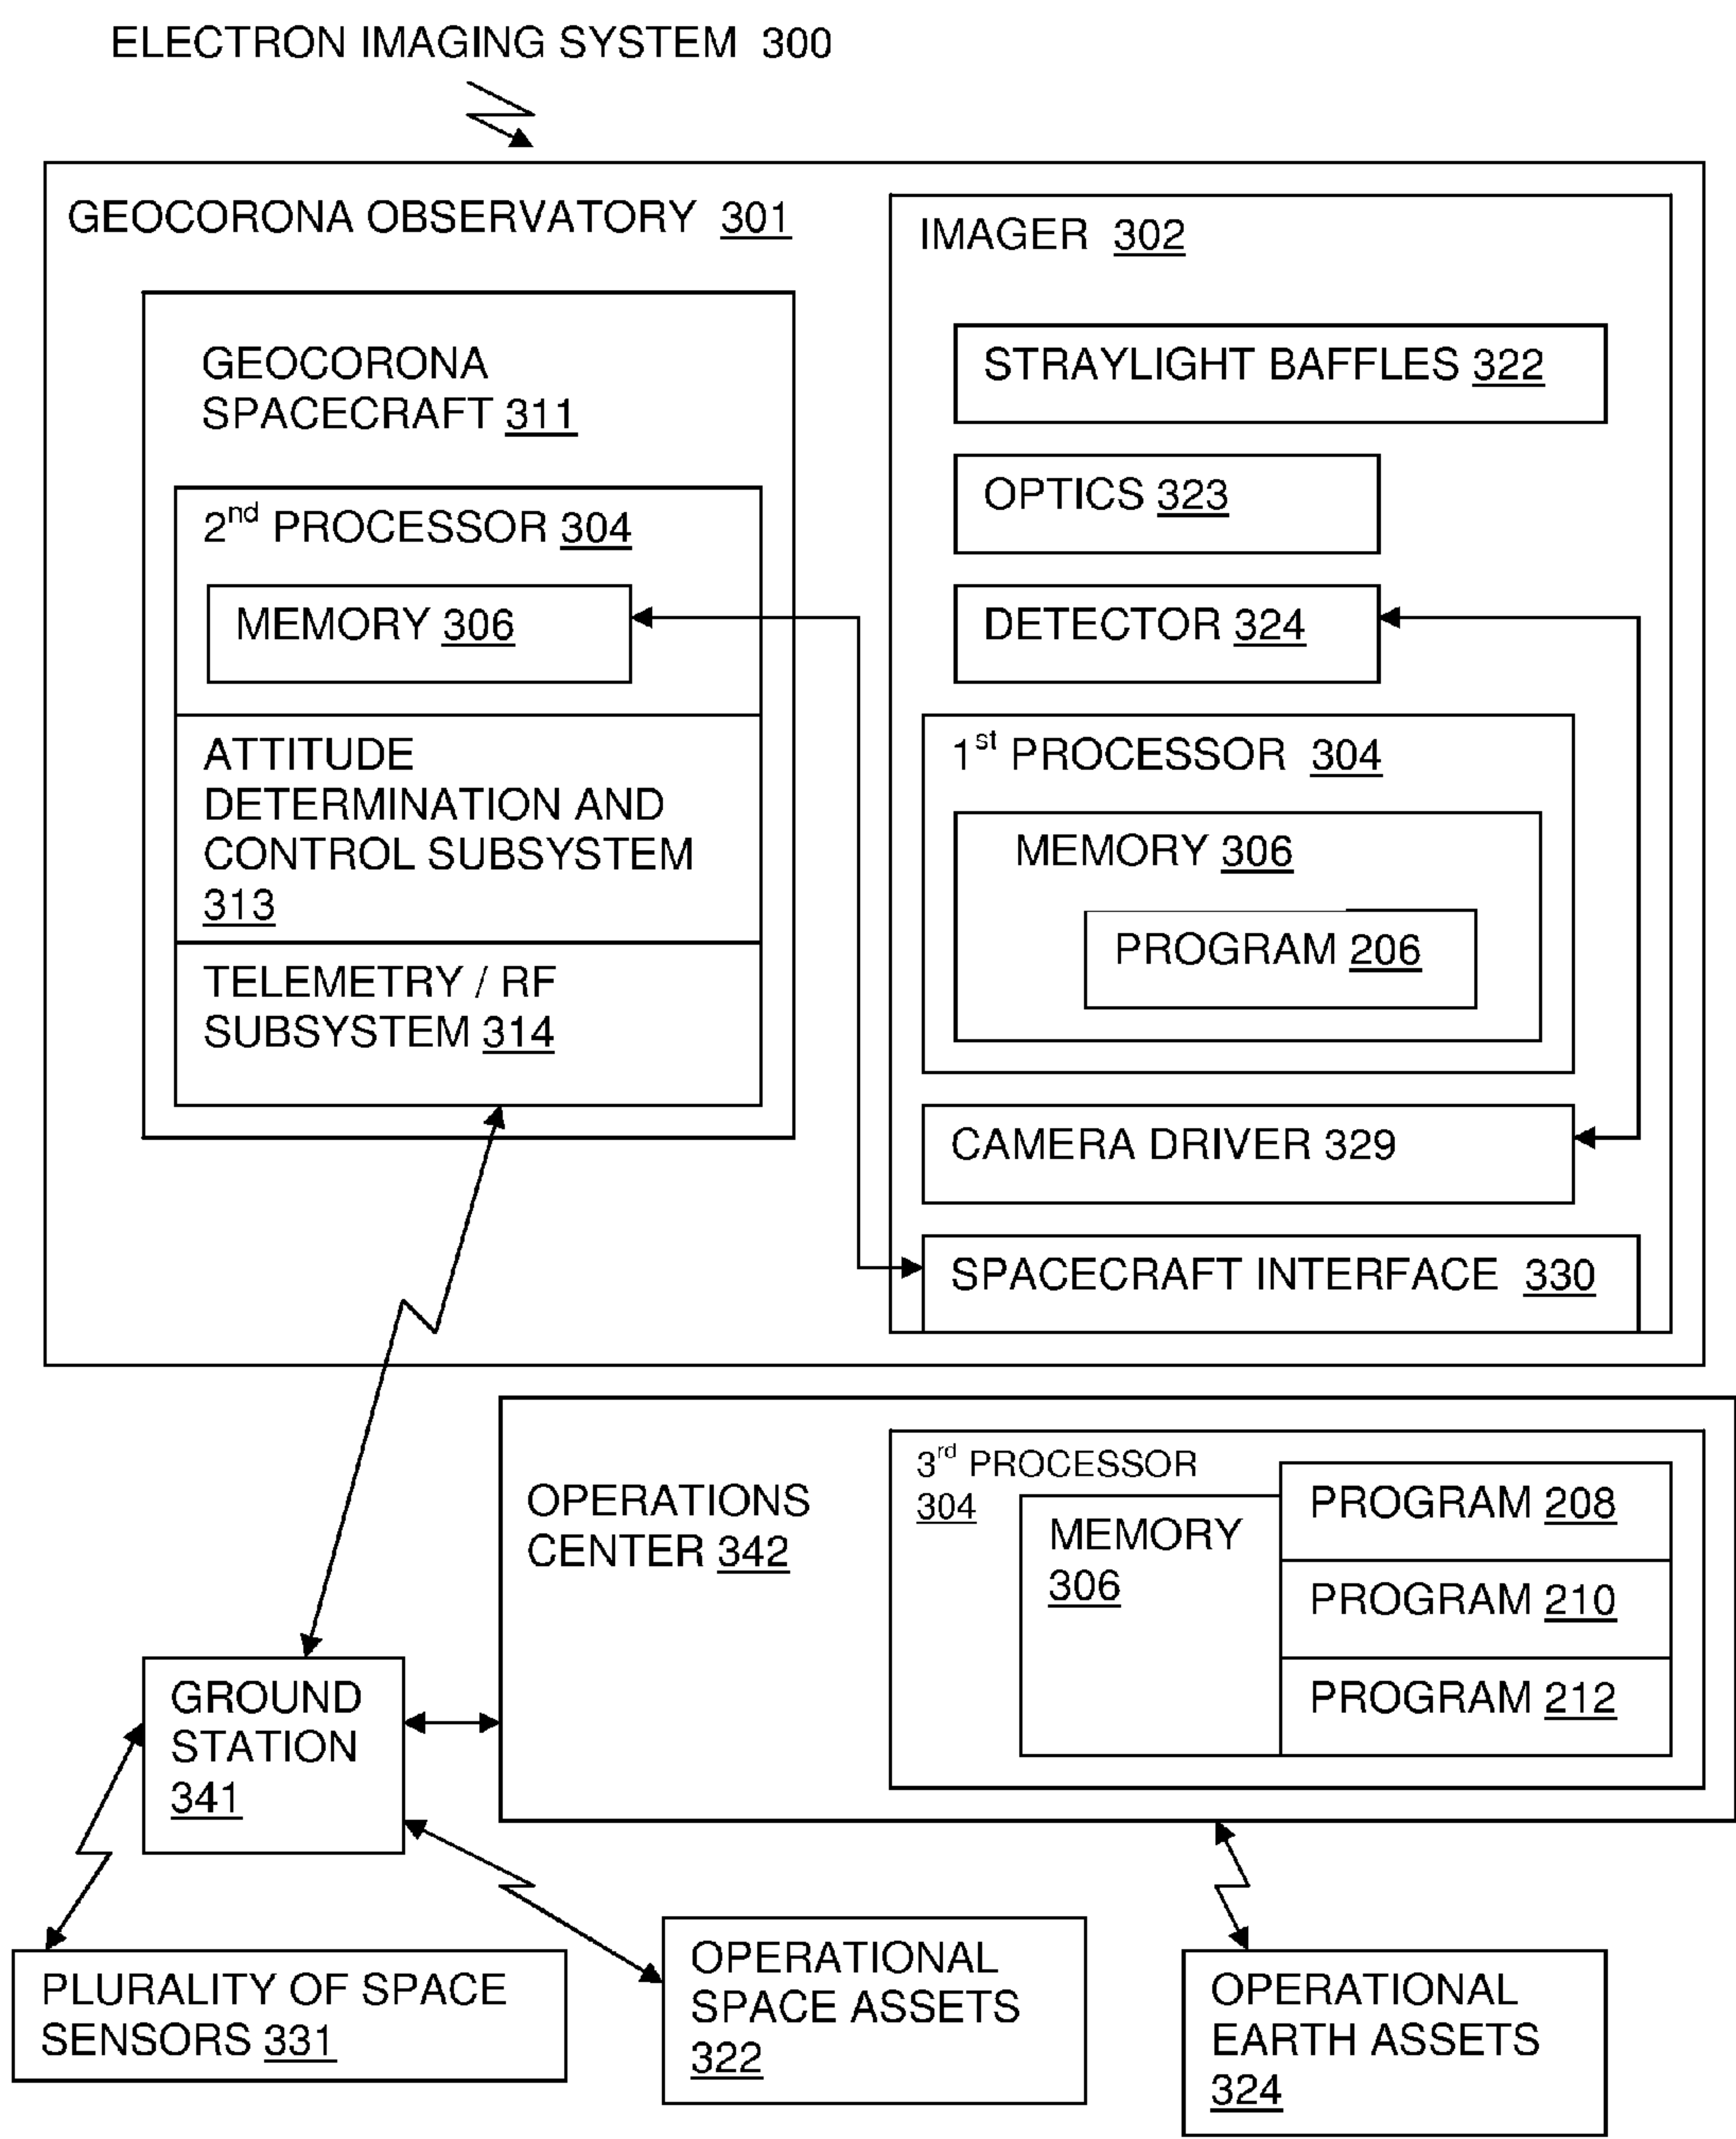 ELECTRON IMAGING SYSTEM 300
GEOCORONA OBSERVATORY 301
GEOCORONA
SPACECRAFT 311
2nd PROCESSOR 304
MEMORY 306
ATTITUDE
DETERMINATION AND
CONTROL SUBSYSTEM
313
TELEMETRY / RF
SUBSYSTEM 314
IMAGER 302
STRAYLIGHT BAFFLES 322
OPTICS 323
DETECTOR 324
1st PROCESSOR 304
MEMORY 306
PROGRAM 206
CAMERA DRIVER 329
SPACECRAFT INTERFACE 330
OPERATIONS
CENTER 342
3rd PROCESSOR
304
MEMORY
306
PROGRAM 208
PROGRAM 210
PROGRAM 212
GROUND
STATION
341
PLURALITY OF SPACE
SENSORS 331
OPERATIONAL
SPACE ASSETS
322
OPERATIONAL
EARTH ASSETS
324